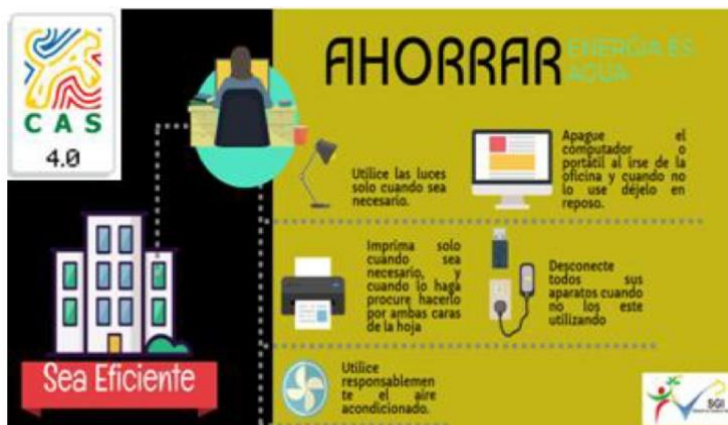 CAS
4.0
AHORRAR ENERGÍA ES
AGUA
Utilice las luces
solo cuando sea
necesario.
Apague el
computador o
portátil al irse de la
oficina y cuando no
lo use déjelo en
reposo.
Imprima solo
cuando sea
necesario, y
cuando lo haga
procure hacerlo
por ambas caras
de la hoja
Desconecte
todos sus
aparatos cuando
no los este
utilizando
Utilice
responsablemen
te el aire
acondicionado.
Sea Eficiente
SGI